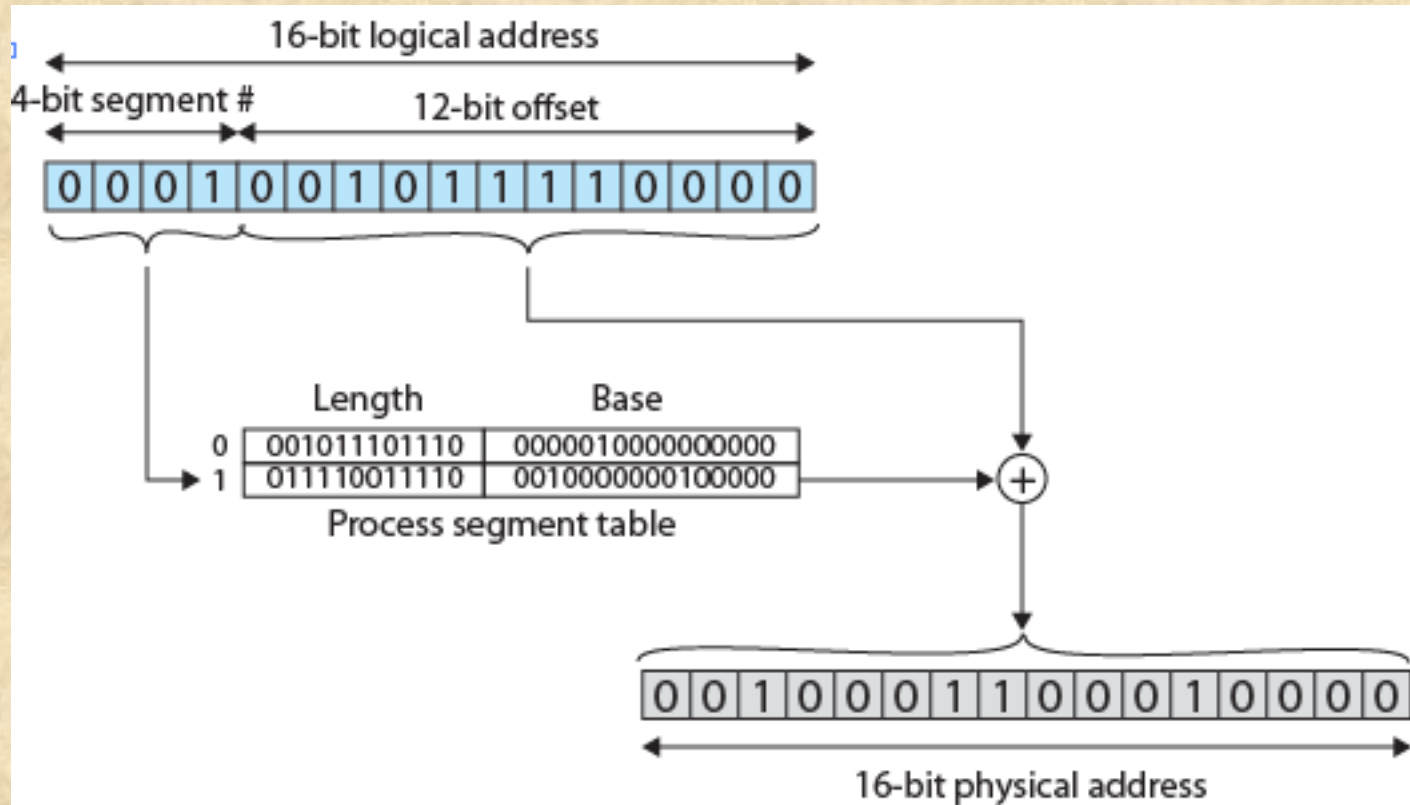 16-bit logical address
4-bit segment # 12-bit offset
0 0 0 1 0 0 1 0 1 1 1 1 0 0 0 0
Length Base
0 001011101110 0000010000000000
1 011110011110 0010000000100000
+
Process segment table
0 0 1 0 0 0 1 1 0 0 0 1 0 0 0 0
16-bit physical address